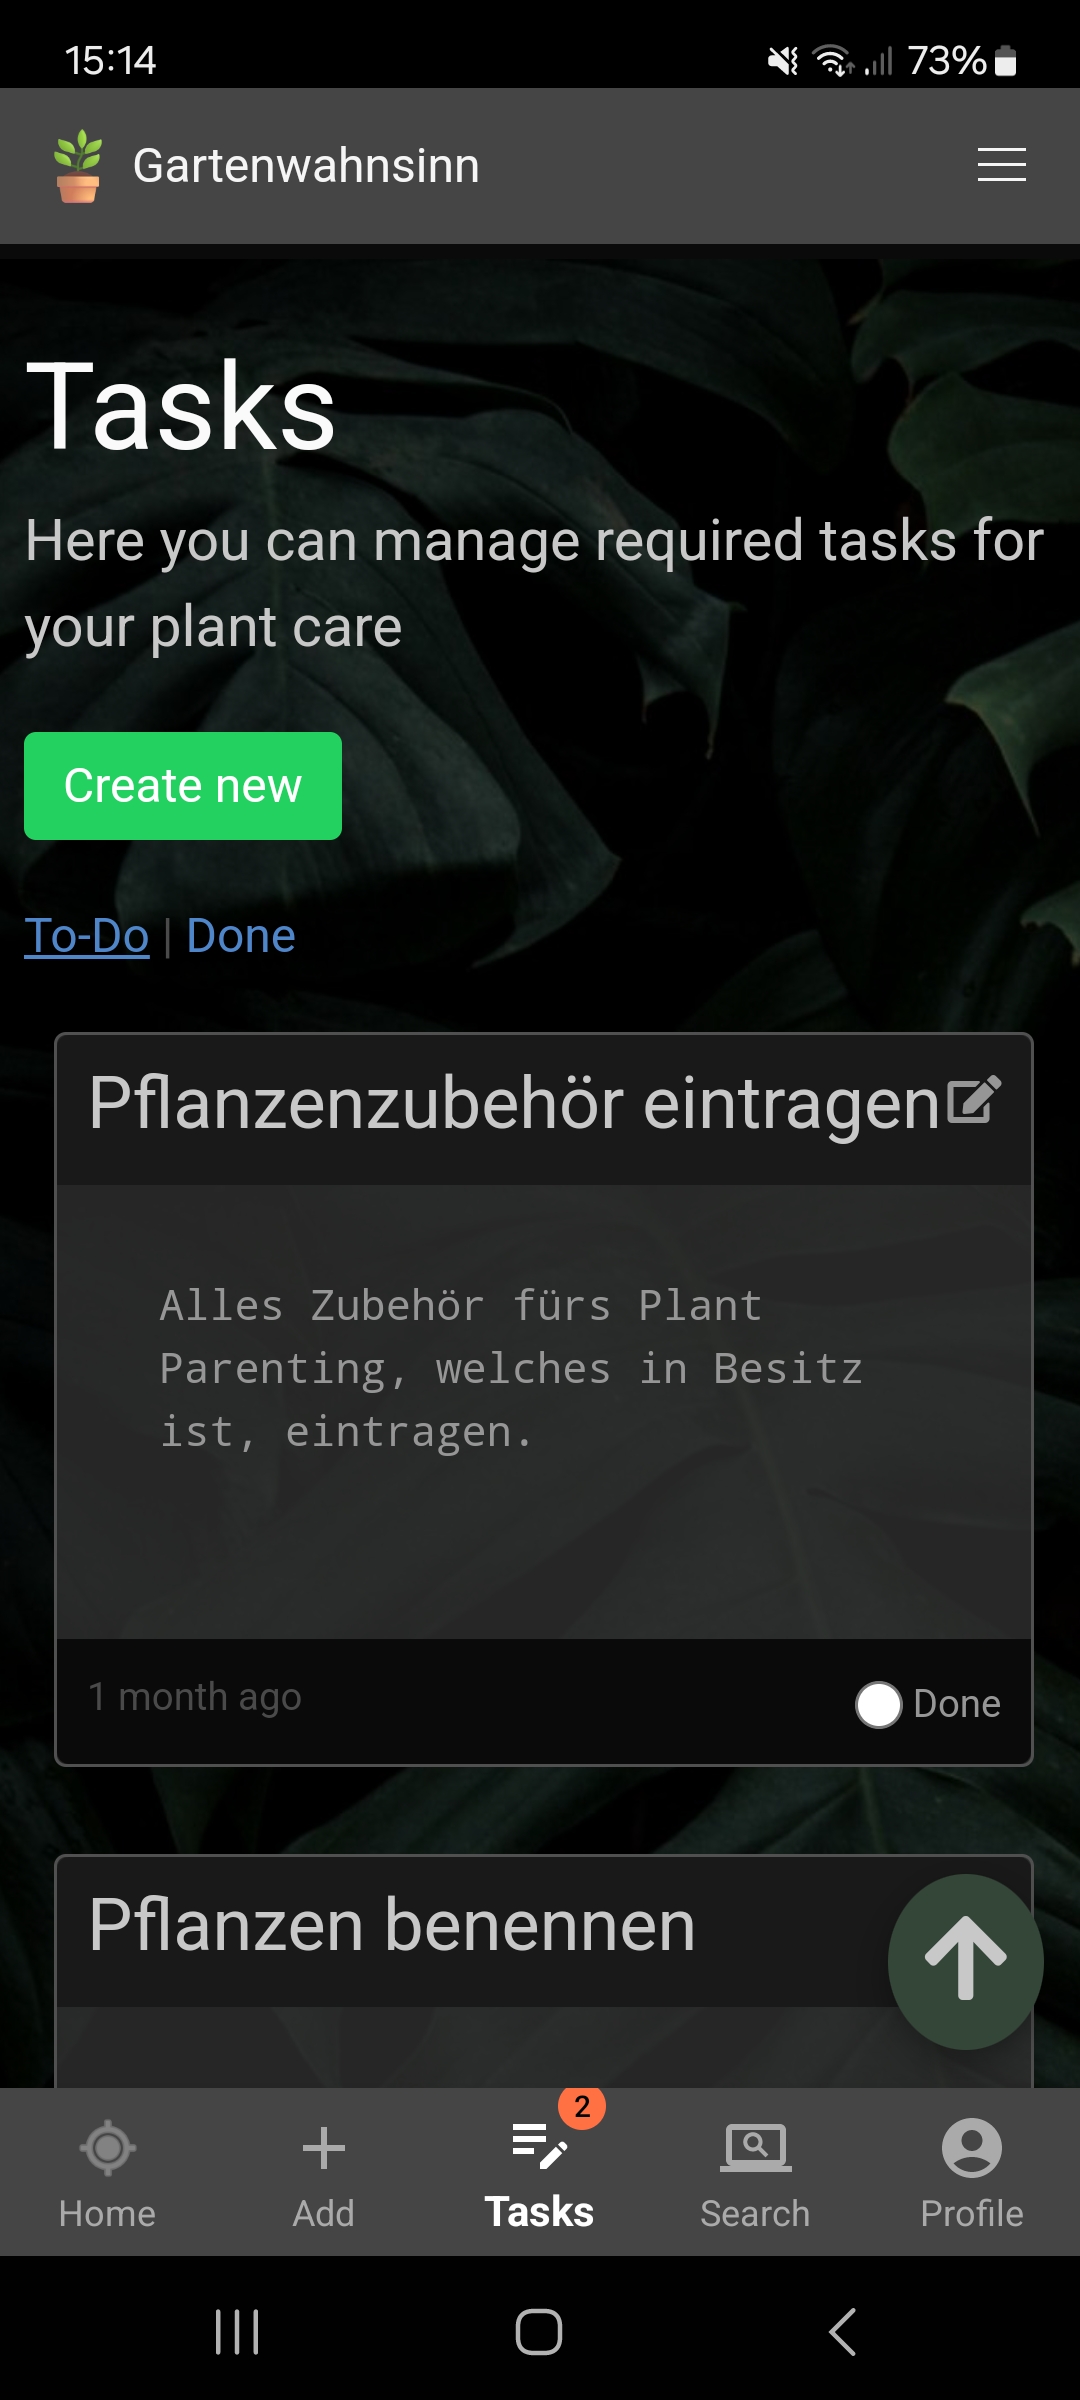 15:14
73%
Gartenwahnsinn
Tasks
Here you can manage required tasks for
your plant care
Create new
To-Do | Done
Pflanzenzubehör eintragen
Alles Zubehör fürs Plant
Parenting, welches in Besitz
ist, eintragen.
1 month ago
Done
Pflanzen benennen
2
Home
Add
Tasks
Search
Profile